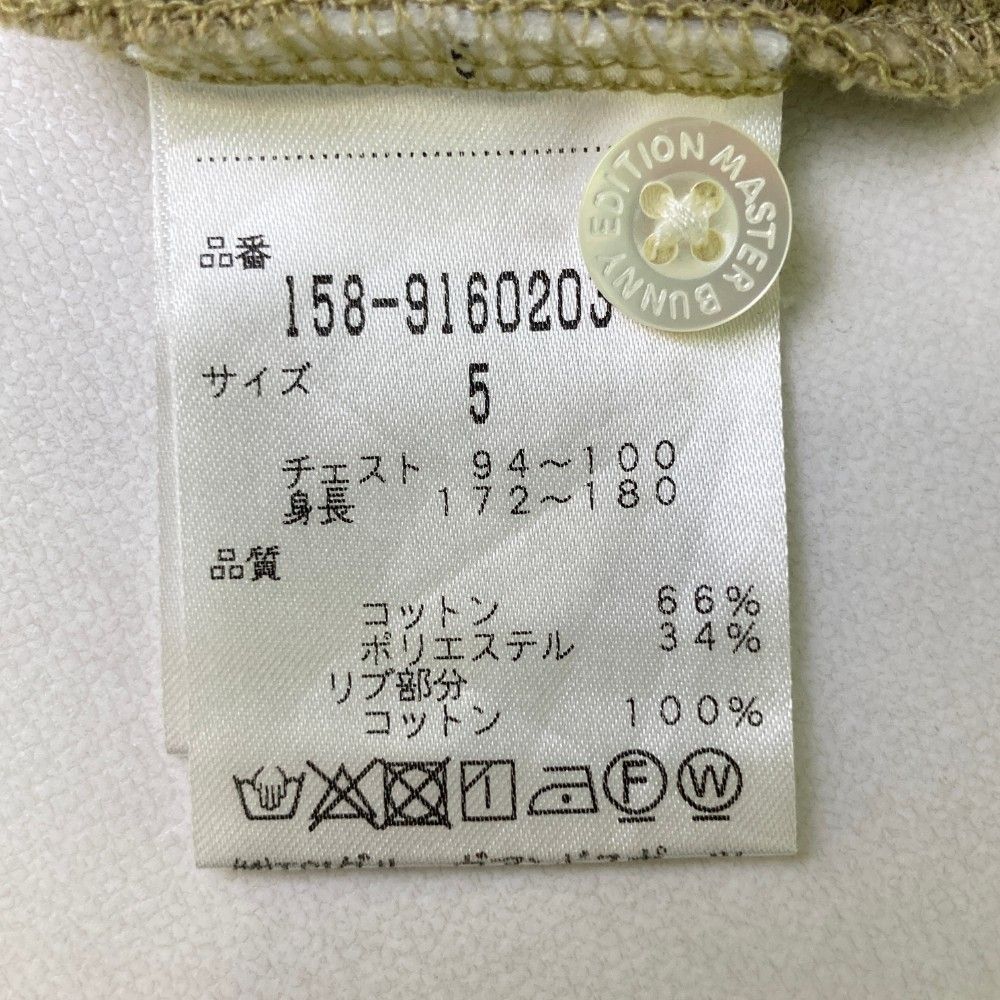 MASTER BUNNY EDITION
品番
158-9160203
サイズ 5
チェスト 94～100
身長 172～180
品質
コットン 66%
ポリエステル 34%
リブ部分
コットン 100%
F W